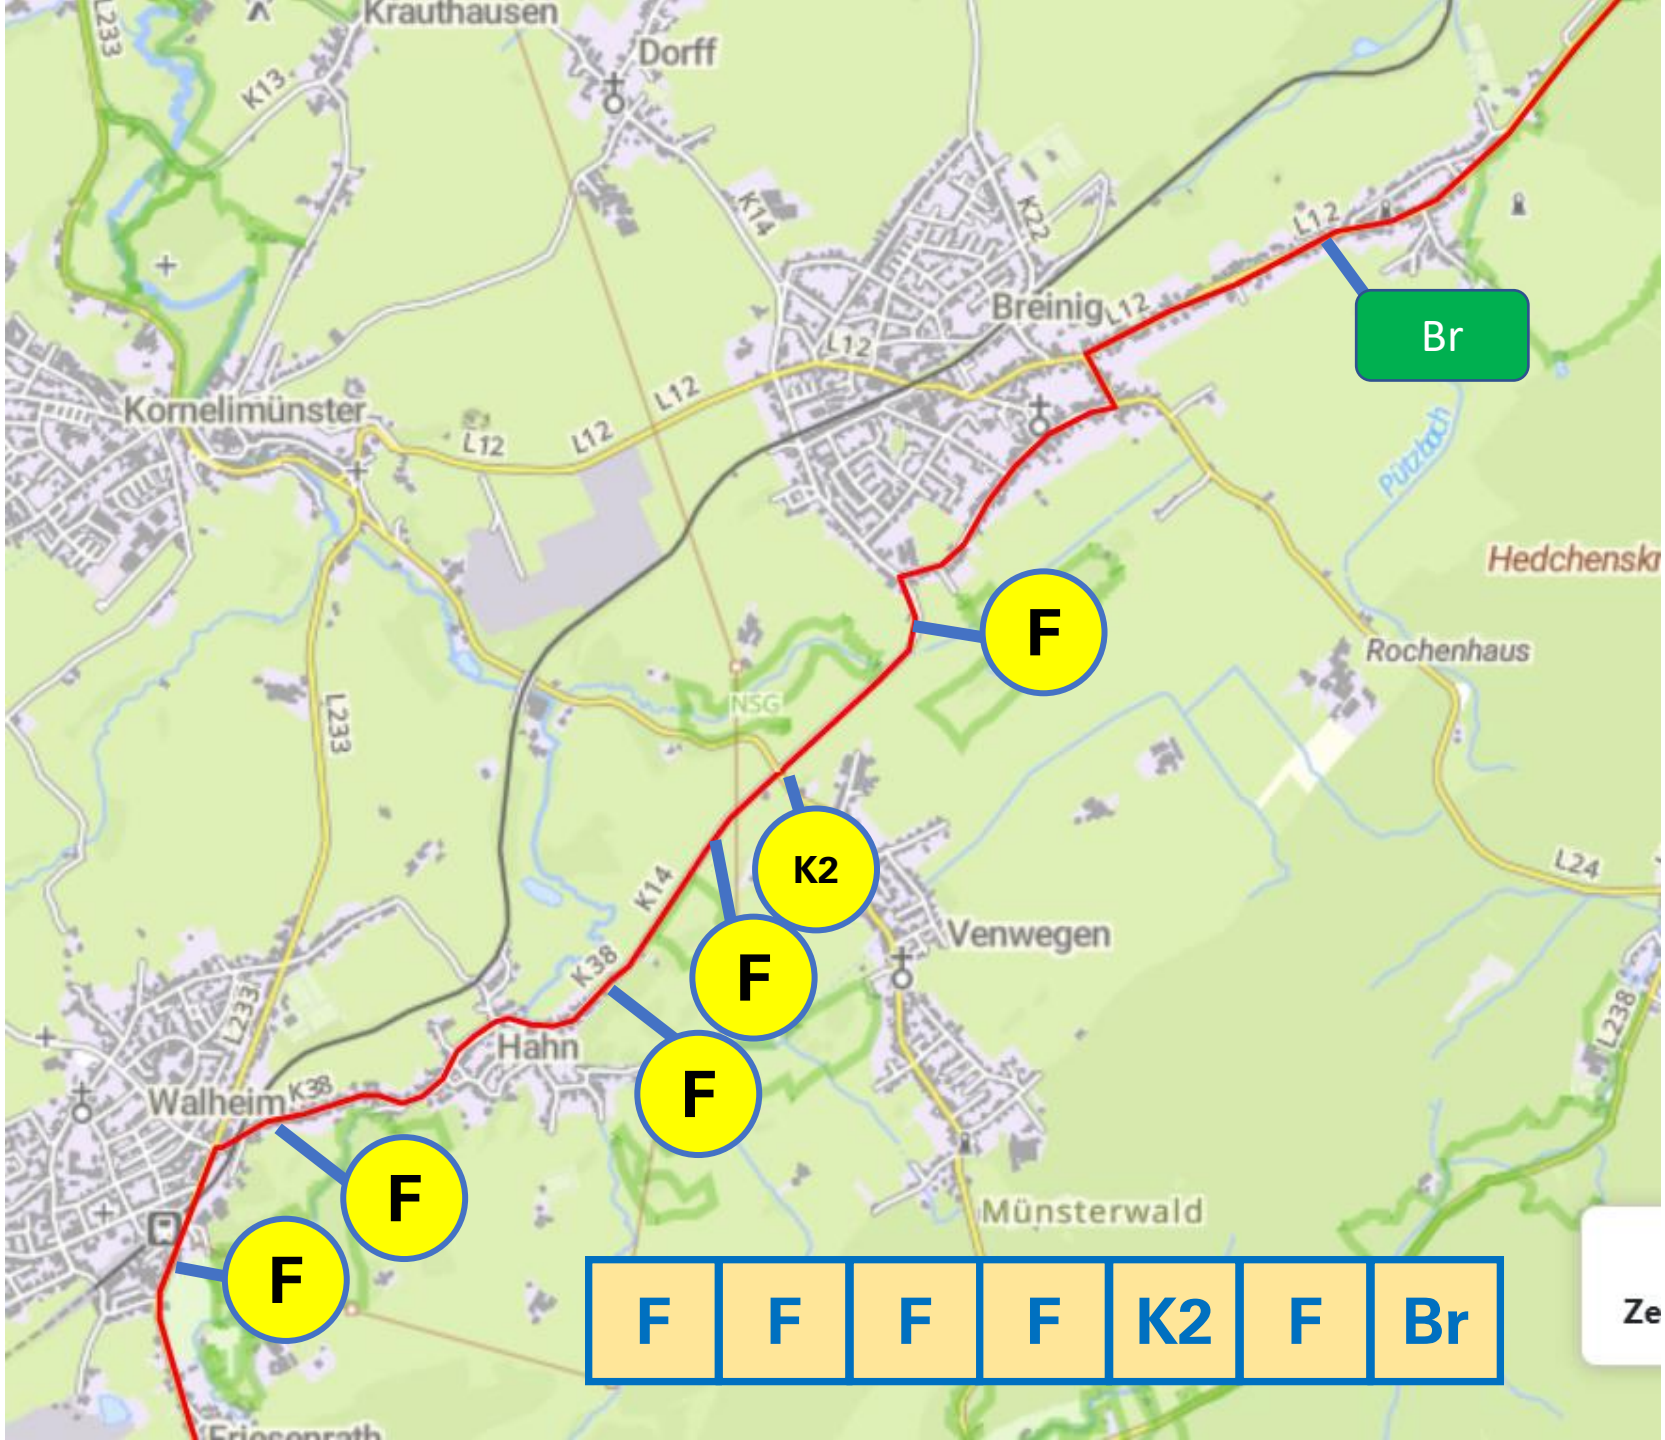 L233
Krauthausen
Dorff
K13
K14
K22
L12
Breinig
L12
Br
L12
L12
L12
L12
Kornelimünster
Pützbach
Hedchenskr
F
Rochenhaus
NSG
L233
K2
K14
L24
Venwegen
K38
F
L233
L238
Hahn
F
K38
Walheim
F
Münsterwald
F
F F F F K2 F Br
Ze
Friesenrath